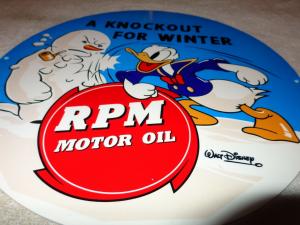 A KNOCKOUT
FOR WINTER
RPM
MOTOR OIL
WALT DISNEY